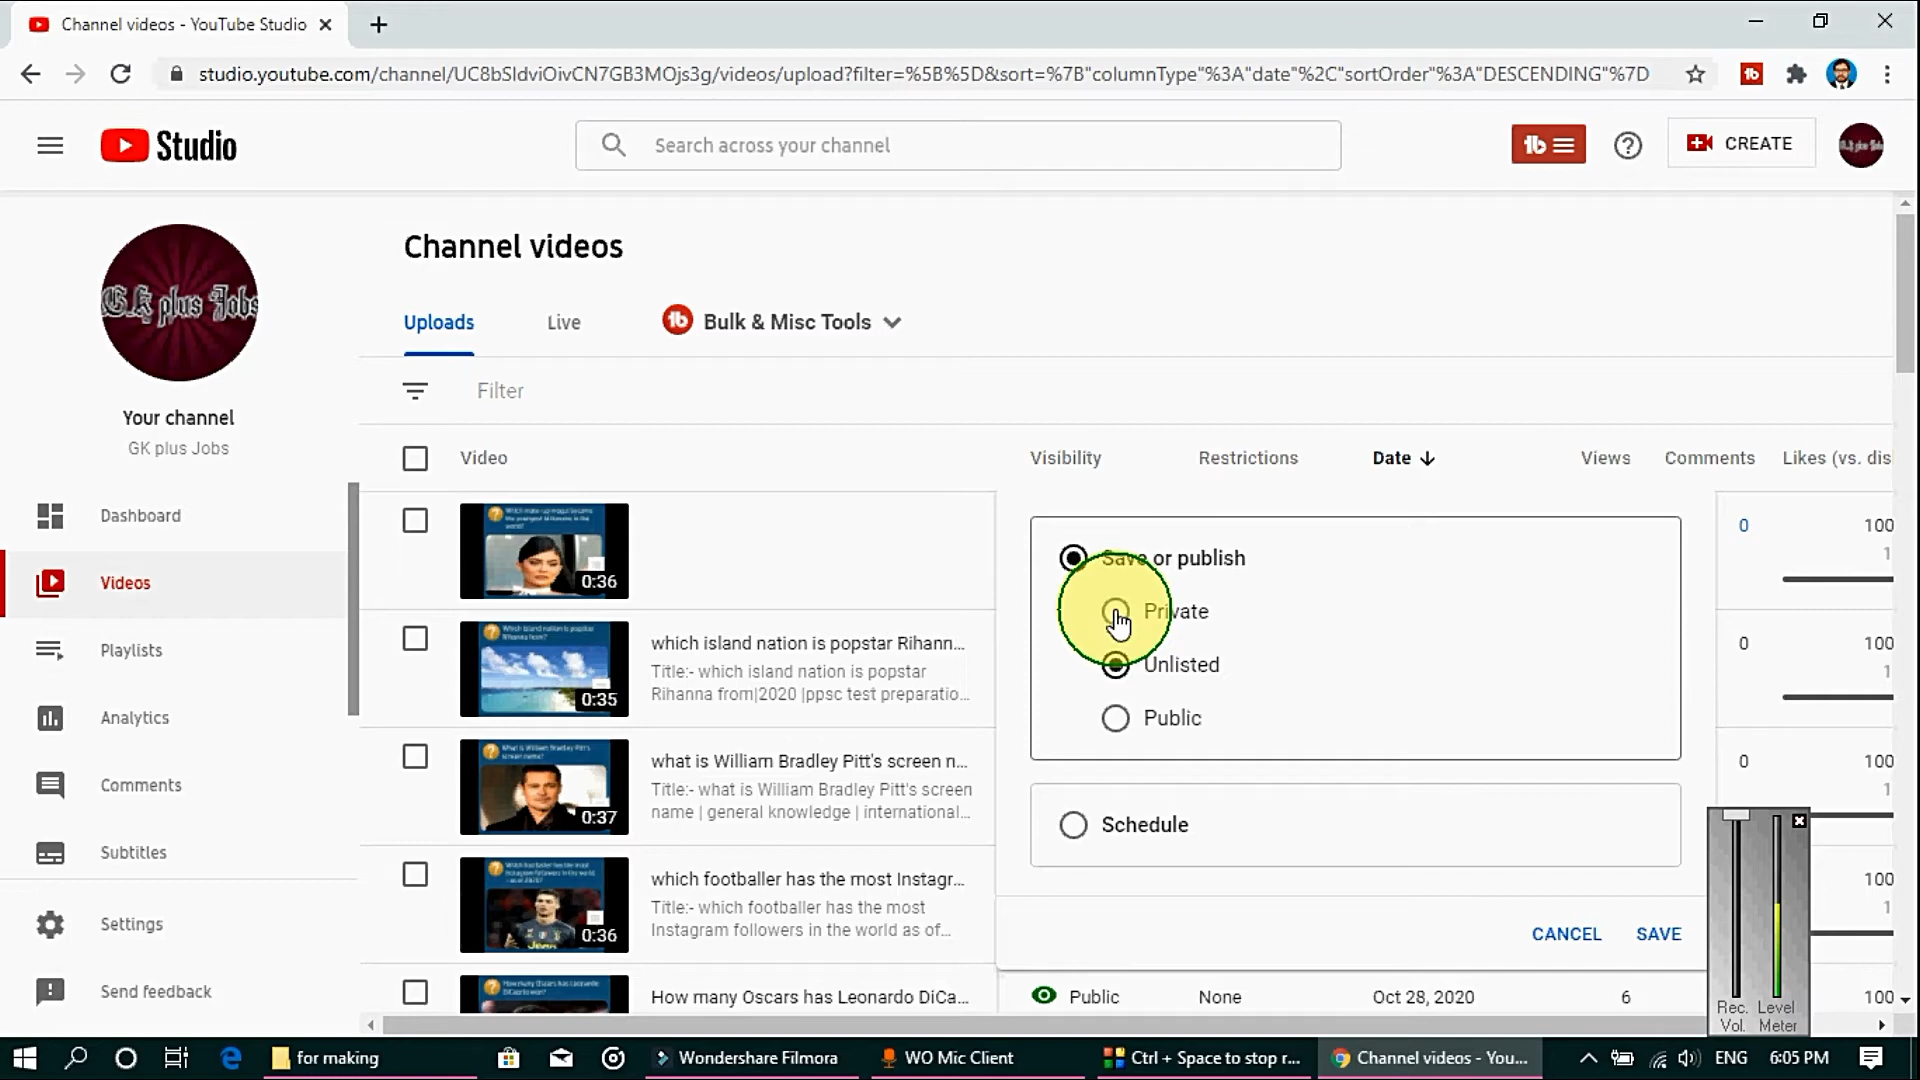 Channel videos - YouTube Studio
studio.youtube.com/channel/UC8bSIdviOivCN7GB3MOjs3g/videos/upload?filter=%5B%5D&sort=%7B"columnType"%3A"date"%2C"sortOrder"%3A"DESCENDING"%7D
Studio
Search across your channel
CREATE
G.K plus Jobs
Your channel
GK plus Jobs
Dashboard
Videos
Playlists
Analytics
Comments
Subtitles
Settings
Send feedback
Channel videos
Uploads
Live
Bulk & Misc Tools
Filter
Video
Visibility
Restrictions
Date
Views
Comments
Likes (vs. dis
0:36
which island nation is popstar Rihann...
Title:- which island nation is popstar
Rihanna from|2020 |ppsc test preparatio...
0:35
what is William Bradley Pitt's screen n...
Title:- what is William Bradley Pitt's screen
name | general knowledge | international...
0:37
which footballer has the most Instagr...
Title:- which footballer has the most
Instagram followers in the world as of...
0:36
How many Oscars has Leonardo DiCa...
Save or publish
Private
Unlisted
Public
Schedule
CANCEL
SAVE
0
100
1
0
100
1
0
100
100
1
Public
None
Oct 28, 2020
6
100
Rec. Level
Vol. Meter
for making
Wondershare Filmora
WO Mic Client
Ctrl + Space to stop r...
Channel videos - You...
ENG
6:05 PM